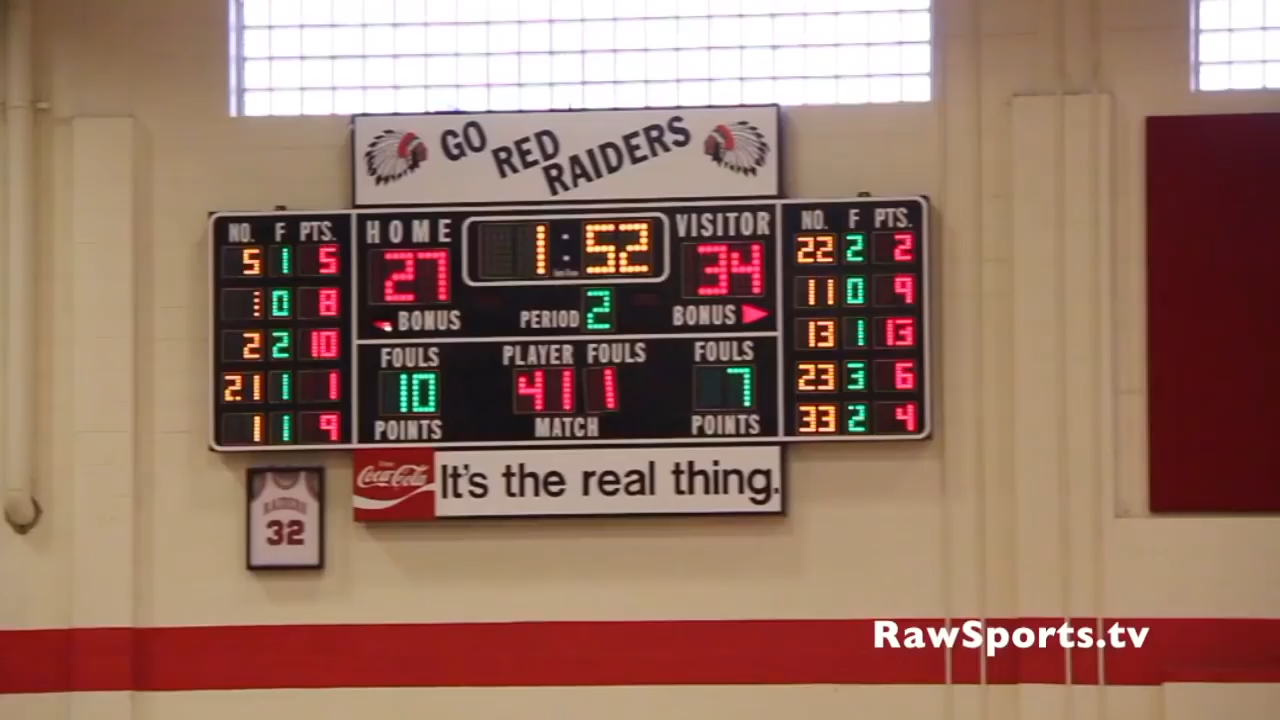 GO RED RAIDERS
NO. F PTS.
5 1 5
0 8
2 2 10
21 1 1
1 1 9
HOME
27
BONUS
1:52
PERIOD 2
VISITOR
34
BONUS
FOULS
10
POINTS
PLAYER FOULS
41 1
MATCH
FOULS
7
POINTS
NO. F PTS.
22 2 2
11 0 9
13 1 13
23 3 6
33 2 4
Coca-Cola
It's the real thing.
RAIDERS
32
RawSports.tv